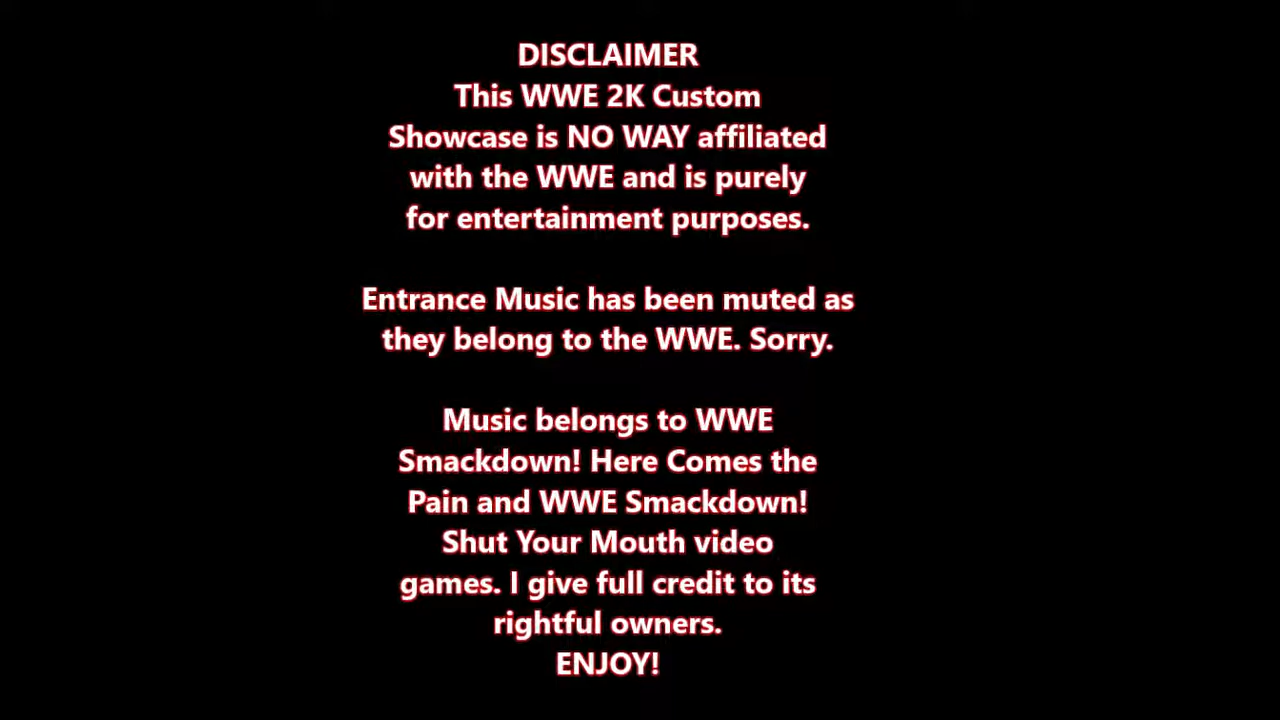 DISCLAIMER
This WWE 2K Custom
Showcase is NO WAY affiliated
with the WWE and is purely
for entertainment purposes.
Entrance Music has been muted as
they belong to the WWE. Sorry.
Music belongs to WWE
Smackdown! Here Comes the
Pain and WWE Smackdown!
Shut Your Mouth video
games. I give full credit to its
rightful owners.
ENJOY!